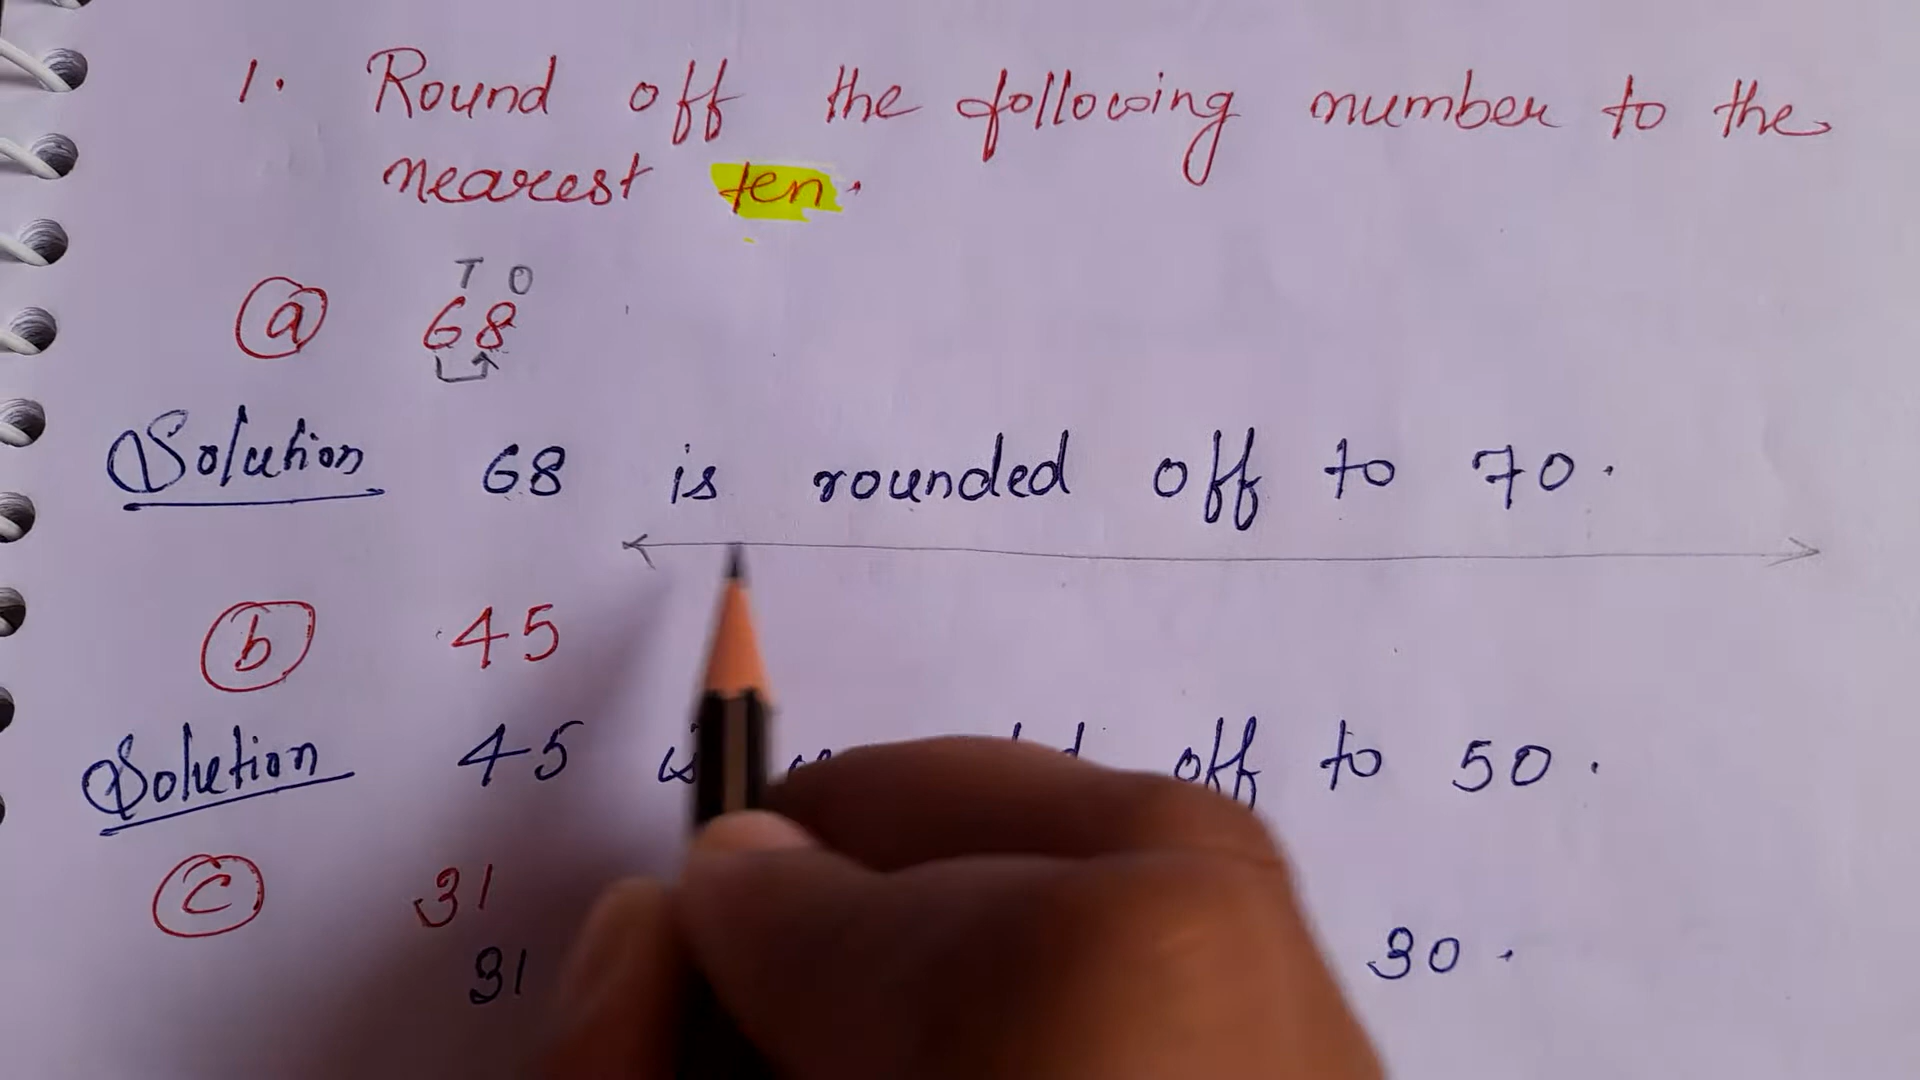 1. Round off the following number to the
nearest ten.
T O
a 68
Solution 68 is rounded off to 70.
b 45
Solution 45 off to 50.
c 31
31 30.